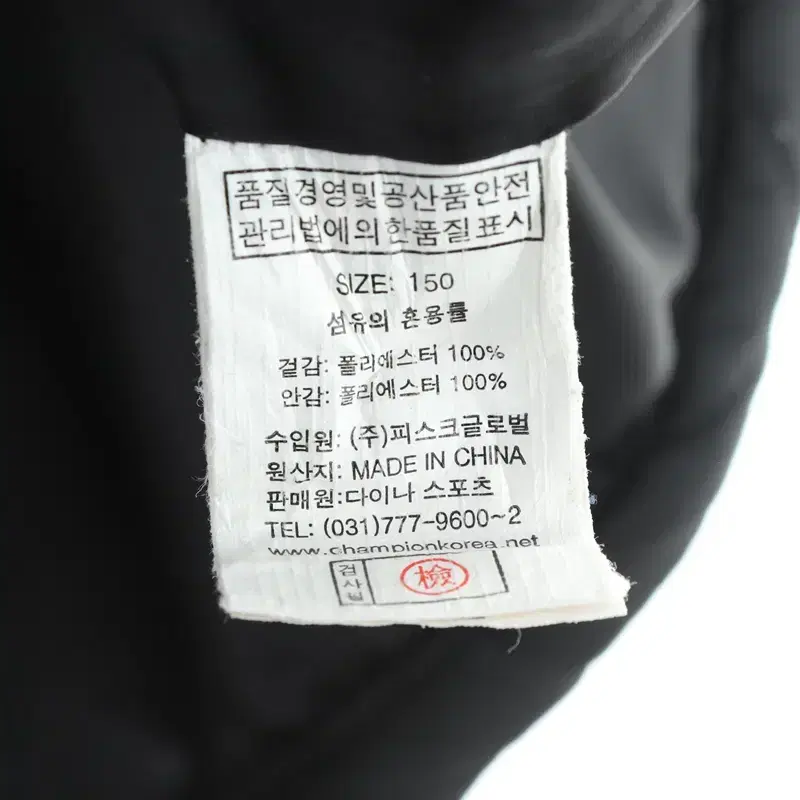 품질경영및공산품안전
관리법에의한품질표시
SIZE: 150
섬유의 혼용률
겉감: 폴리에스터 100%
안감: 폴리에스터 100%
수입원: (주)피스크글로벌
원산지: MADE IN CHINA
판매원:다이나 스포츠
TEL: (031)777-9600~2
www.championkorea.net
검사필
檢